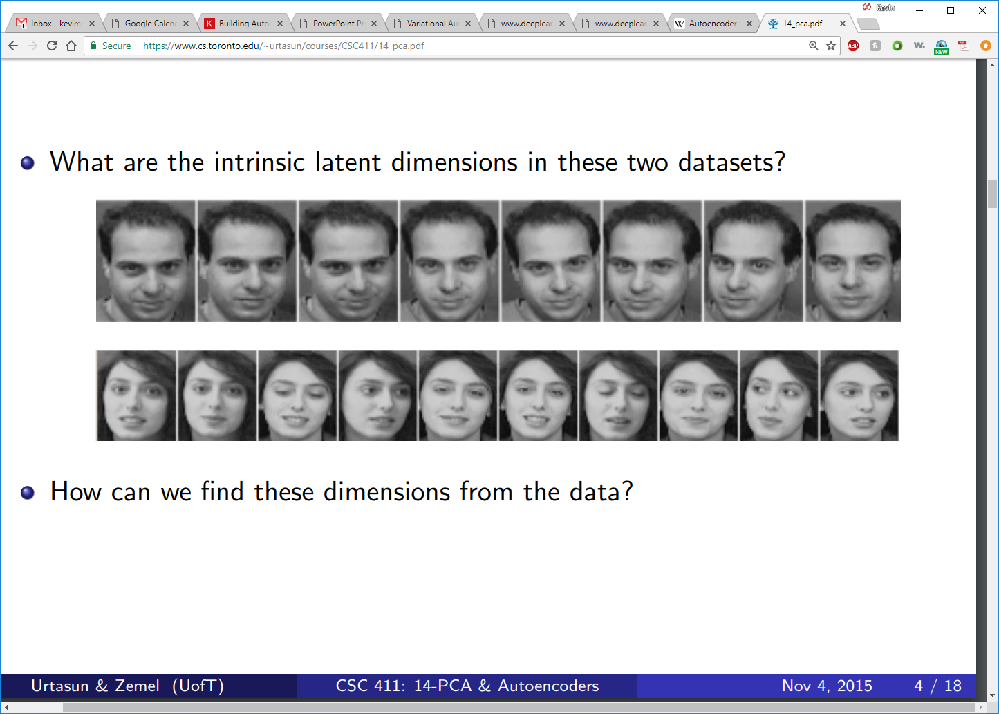 Kevin
Inbox - kevim
Google Calen
Building Auto
PowerPoint Pr
Variational Au
www.deeplear
www.deeplear
Autoencoder
14_pca.pdf
Secure https://www.cs.toronto.edu/~urtasun/courses/CSC411/14_pca.pdf
ABP
W.
NEW
What are the intrinsic latent dimensions in these two datasets?
How can we find these dimensions from the data?
Urtasun & Zemel (UofT) CSC 411: 14-PCA & Autoencoders Nov 4, 2015 4 / 18